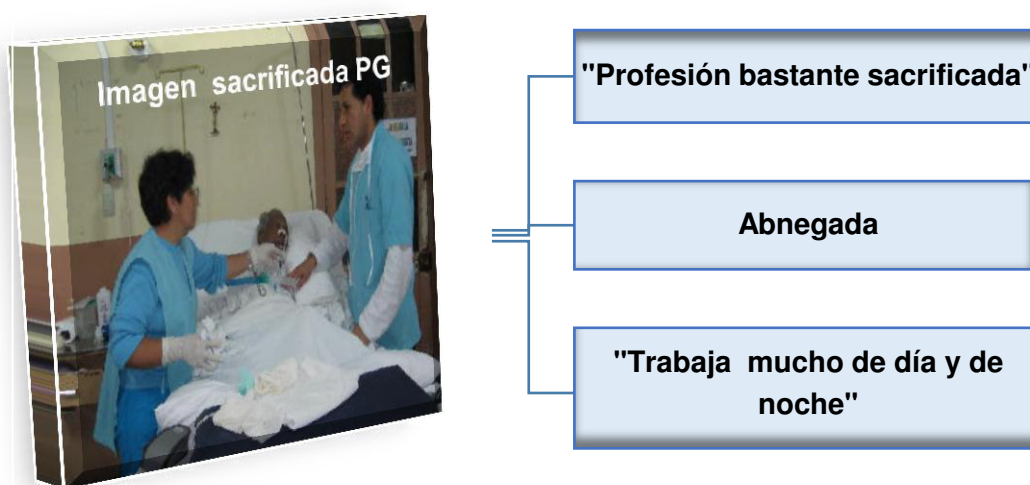 Imagen sacrificada PG
"Profesión bastante sacrificada"
Abnegada
"Trabaja mucho de día y de
noche"